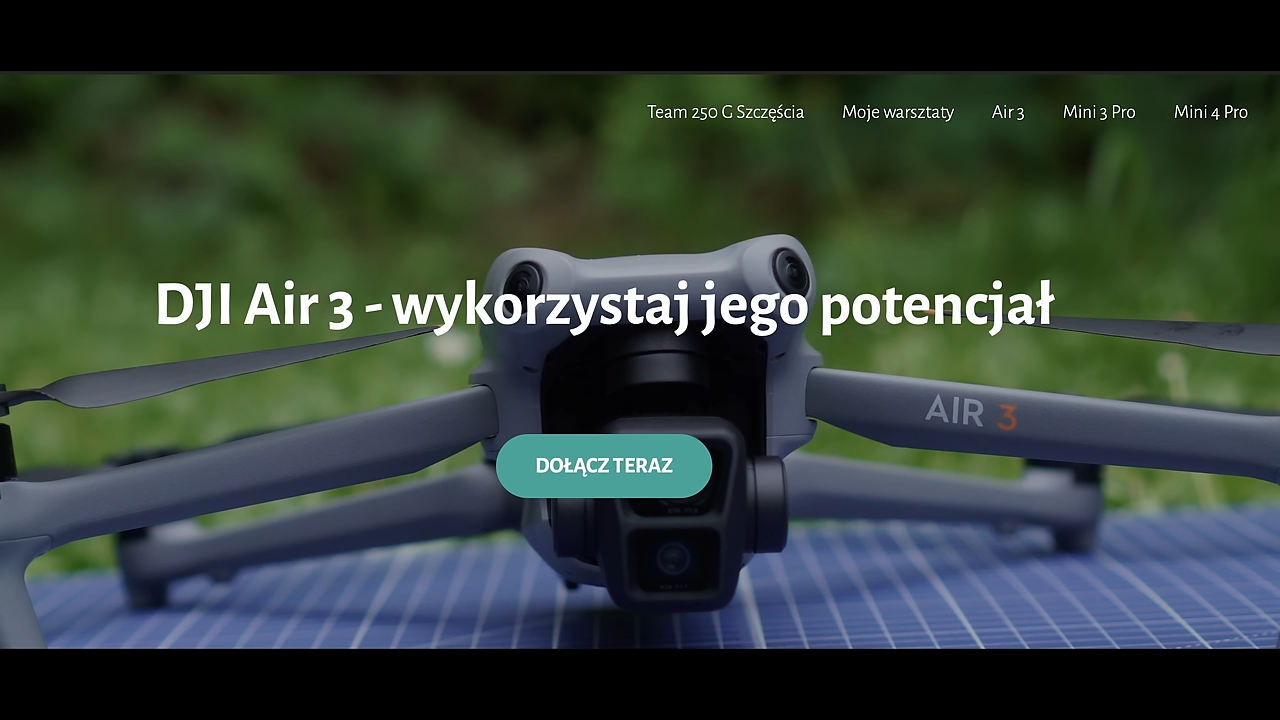 Team 250 G Szczęścia Moje warsztaty Air 3 Mini 3 Pro Mini 4 Pro
DJI Air 3 - wykorzystaj jego potencjał
AIR 3
DOŁĄCZ TERAZ